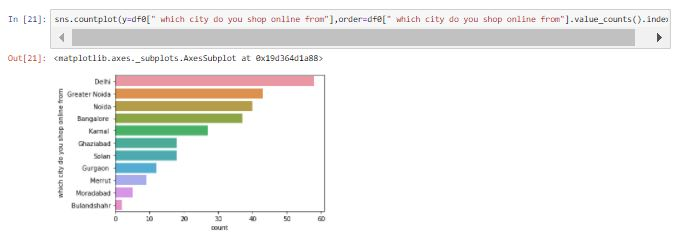 In [21]: sns.countplot(y=df0[" which city do you shop online from"],order=df0[" which city do you shop online from"].value_counts().index
Out[21]: <matplotlib.axes._subplots.AxesSubplot at 0x19d364d1a88>
which city do you shop online from
Delhi
Greater Noida
Noida
Bangalore
Karnal
Ghaziabad
Solan
Gurgaon
Merrut
Moradabad
Bulandshahr
0 10 20 30 40 50 60
count